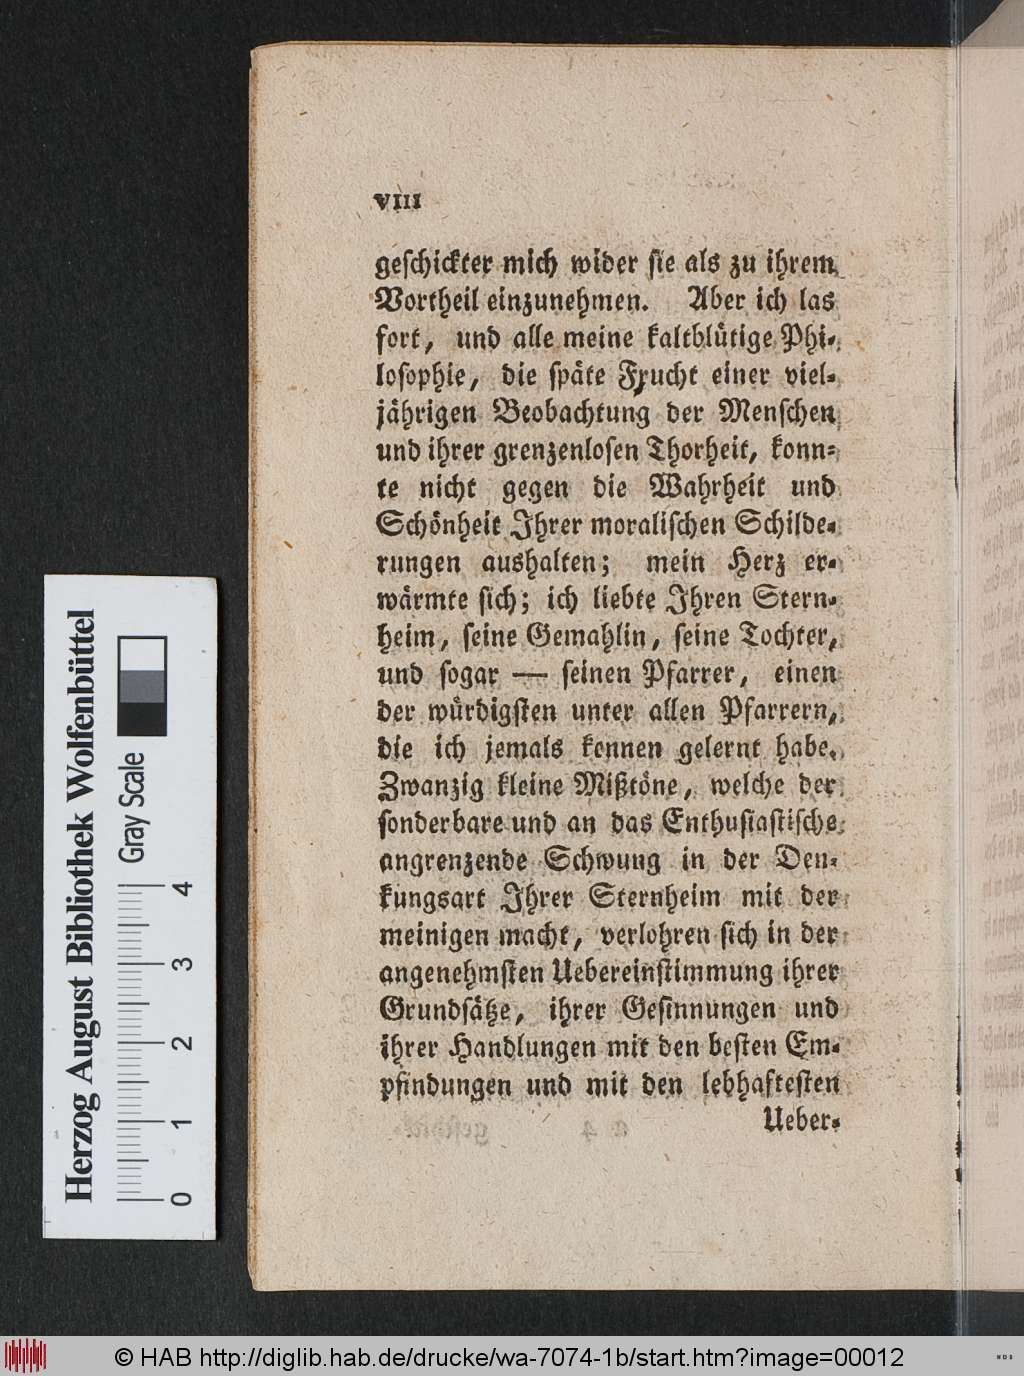 VIII
geschickter mich wider sie als zu ihrem
Vortheil einzunehmen. Aber ich las
fort, und alle meine kaltblütige Phi-
losophie, die späte Frucht einer viel-
jährigen Beobachtung der Menschen
und ihrer grenzenlosen Thorheit, konn-
te nicht gegen die Wahrheit und
Schönheit Ihrer moralischen Schilde-
rungen aushalten; mein Herz er-
wärmte sich; ich liebte Ihren Stern-
heim, seine Gemahlin, seine Tochter,
und sogar — seinen Pfarrer, einen
der würdigsten unter allen Pfarrern,
die ich jemals kennen gelernt habe.
Zwanzig kleine Mißtöne, welche der
sonderbare und an das Enthusiastische
angrenzende Schwung in der Den-
kungsart Ihrer Sternheim mit der
meinigen macht, verlohren sich in der
angenehmsten Uebereinstimmung ihrer
Grundsätze, ihrer Gesinnungen und
ihrer Handlungen mit den besten Em-
pfindungen und mit den lebhaftesten
Ueber-
Herzog August Bibliothek Wolfenbüttel
Gray Scale
0 1 2 3 4
© HAB http://diglib.hab.de/drucke/wa-7074-1b/start.htm?image=00012